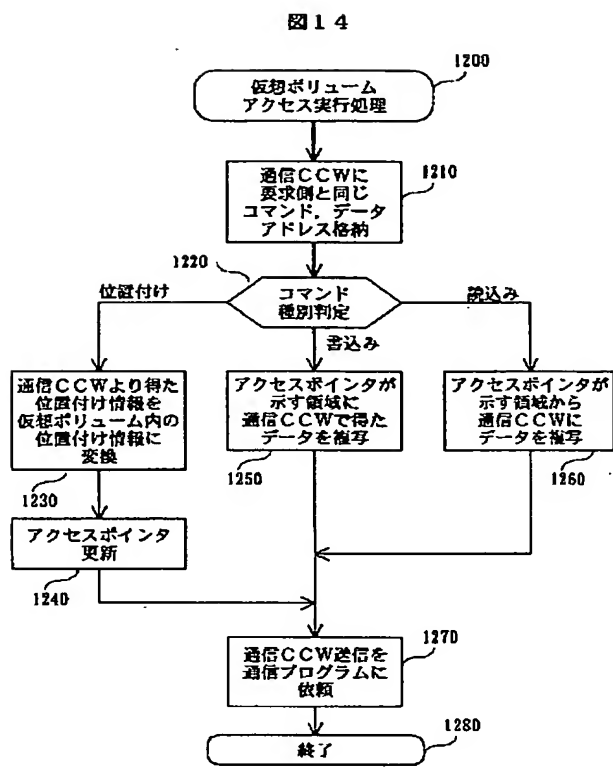 図14
1200
仮想ボリューム
アクセス実行処理
1210
通信CCWに
要求側と同じ
コマンド,データ
アドレス格納
1220
コマンド
種別判定
位置付け
書込み
読込み
通信CCWより得た
位置付け情報を
仮想ボリューム内の
位置付け情報に
変換
1230
アクセスポインタが
示す領域に
通信CCWで得た
データを複写
1250
アクセスポインタが
示す領域から
通信CCWに
データを複写
1260
アクセスポインタ
更新
1240
通信CCW送信を
通信プログラムに
依頼
1270
終了
1280